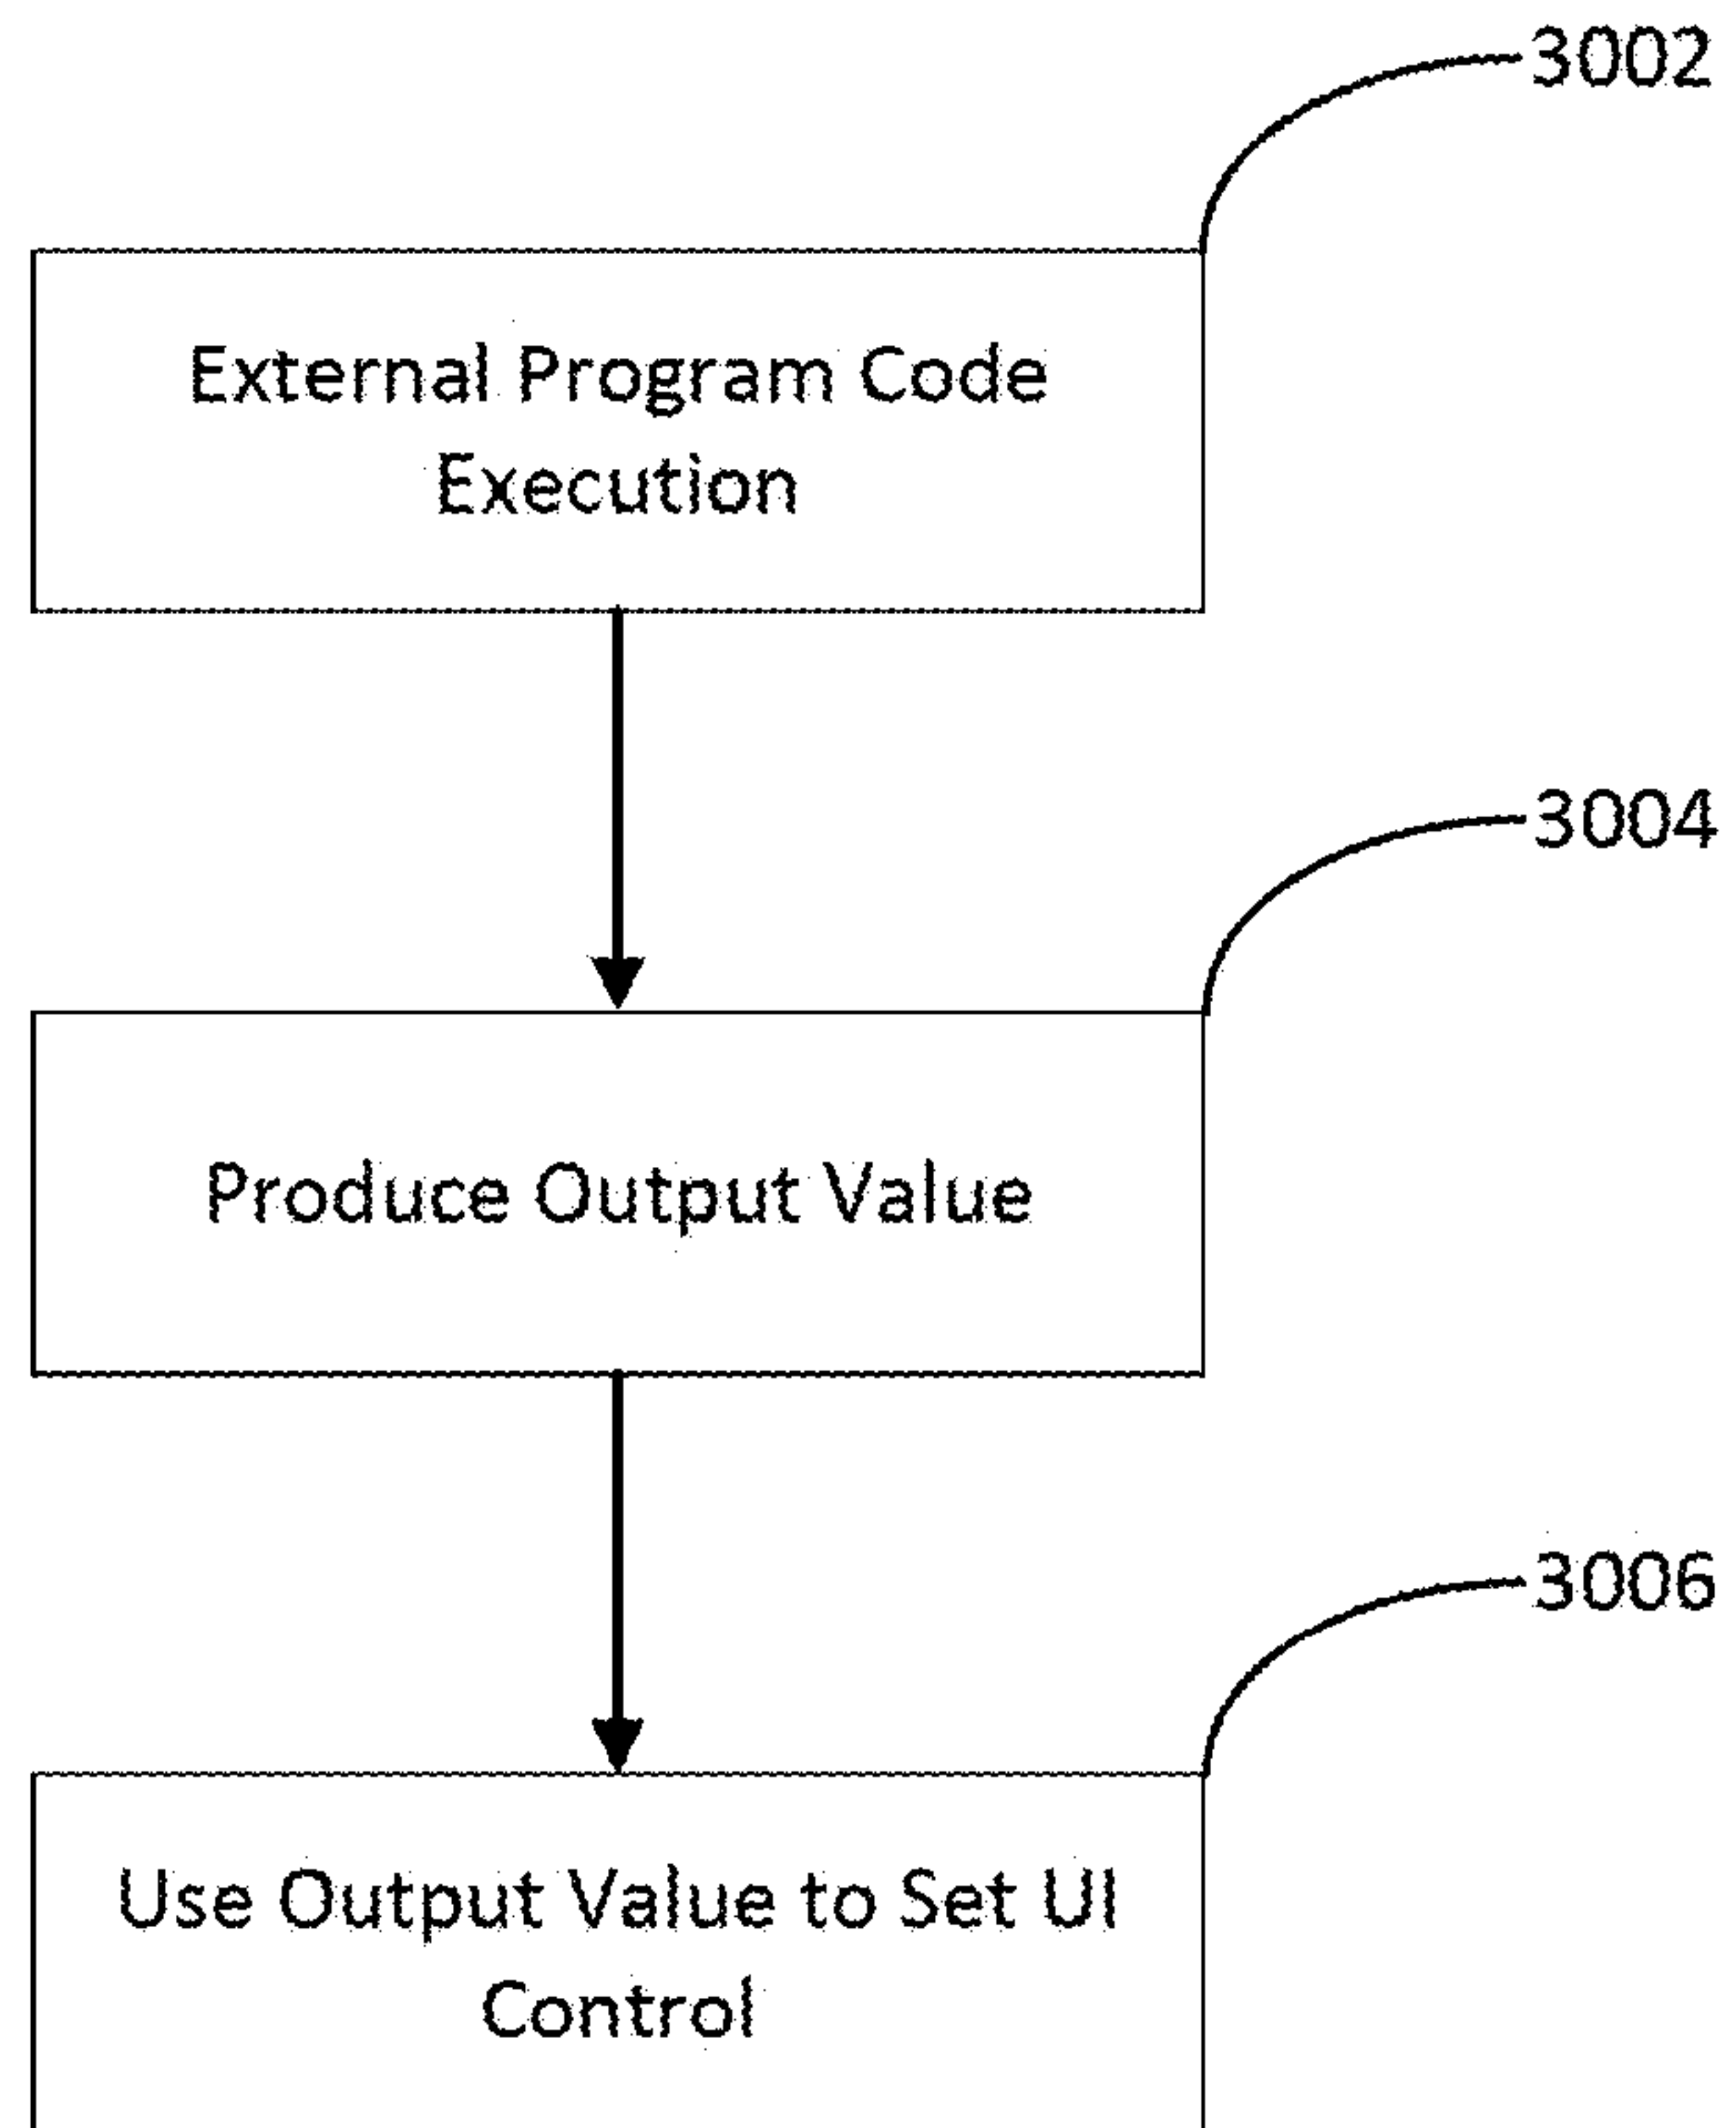 3002
External Program Code
Execution
3004
Produce Output Value
3006
Use Output Value to Set UI
Control